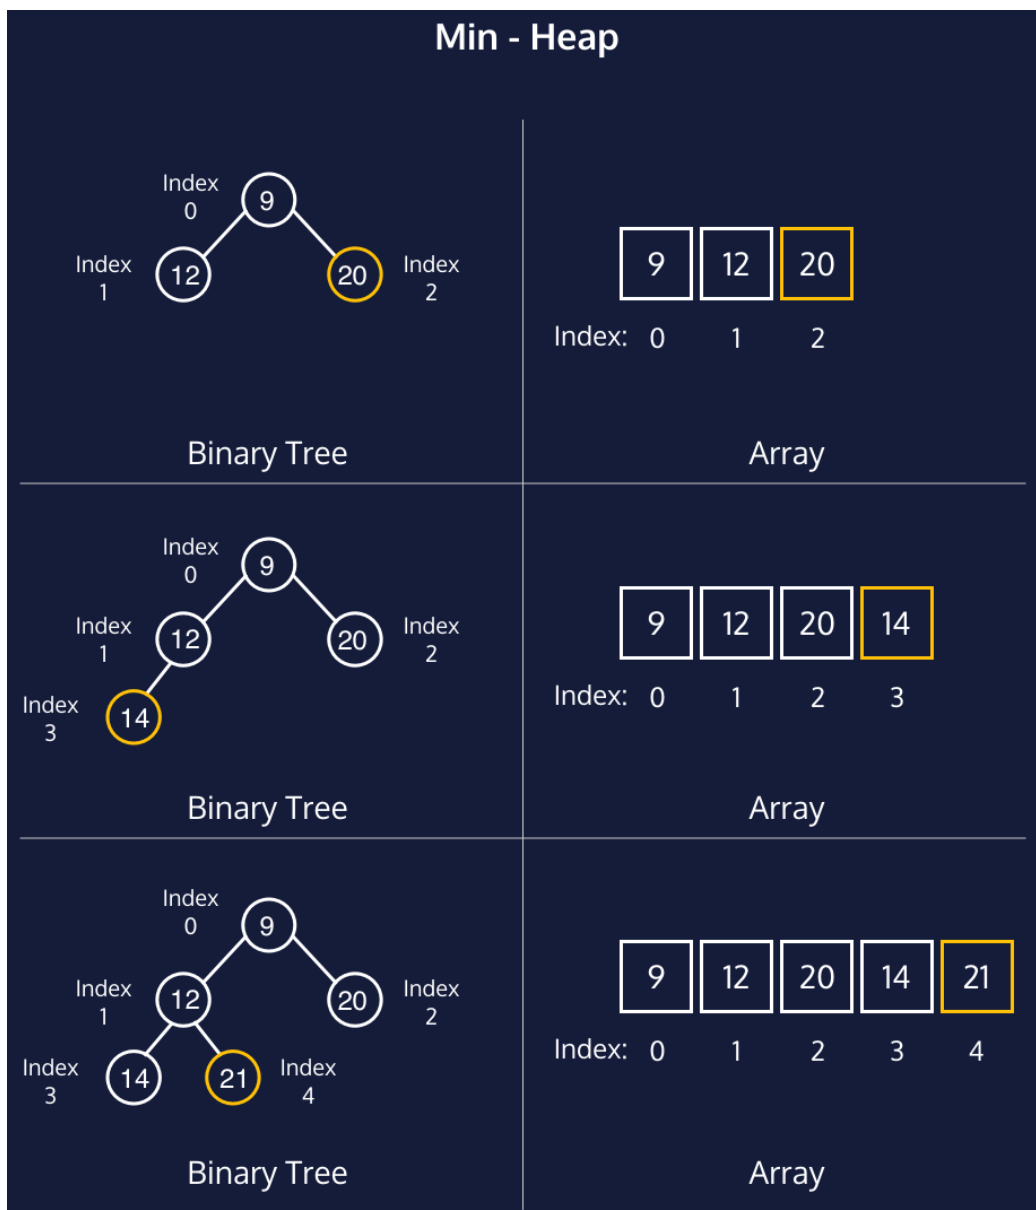 Min - Heap
Index
0
9
Index
1
12
20
Index
2
9 12 20
Index: 0 1 2
Binary Tree
Array
Index
0
9
Index
1
12
20
Index
2
Index
3
14
9 12 20 14
Index: 0 1 2 3
Binary Tree
Array
Index
0
9
Index
1
12
20
Index
2
Index
3
14
21
Index
4
9 12 20 14 21
Index: 0 1 2 3 4
Binary Tree
Array